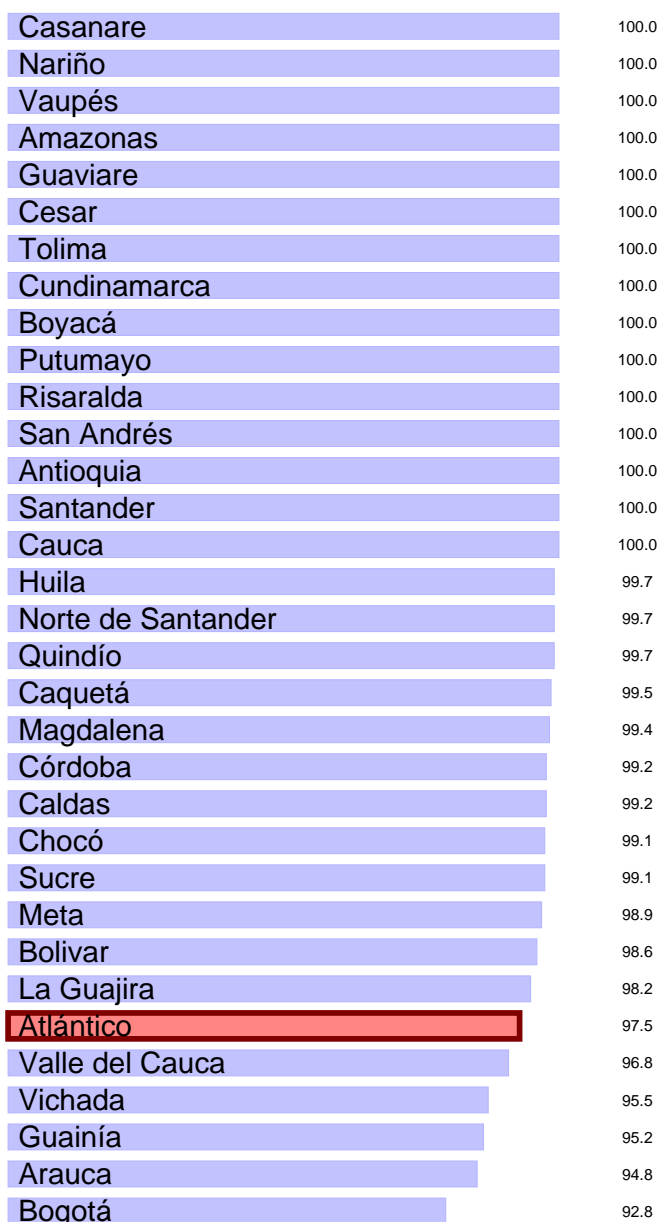 Casanare 100.0
Nariño 100.0
Vaupés 100.0
Amazonas 100.0
Guaviare 100.0
Cesar 100.0
Tolima 100.0
Cundinamarca 100.0
Boyacá 100.0
Putumayo 100.0
Risaralda 100.0
San Andrés 100.0
Antioquia 100.0
Santander 100.0
Cauca 100.0
Huila 99.7
Norte de Santander 99.7
Quindío 99.7
Caquetá 99.5
Magdalena 99.4
Córdoba 99.2
Caldas 99.2
Chocó 99.1
Sucre 99.1
Meta 98.9
Bolivar 98.6
La Guajira 98.2
Atlántico 97.5
Valle del Cauca 96.8
Vichada 95.5
Guainía 95.2
Arauca 94.8
Bogotá 92.8